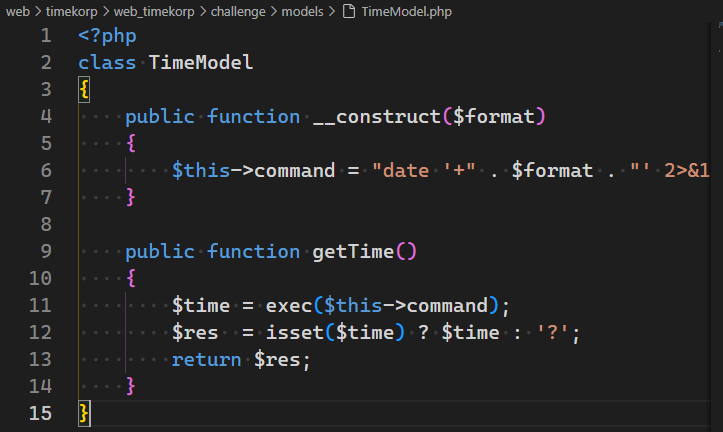 web > timekorp > web_timekorp > challenge > models > TimeModel.php
1 <?php
2 class TimeModel
3 {
4     public function __construct($format)
5     {
6         $this->command = "date '+" . $format . "' 2>&1
7     }
8
9     public function getTime()
10     {
11         $time = exec($this->command);
12         $res  = isset($time) ? $time : '?';
13         return $res;
14     }
15 }